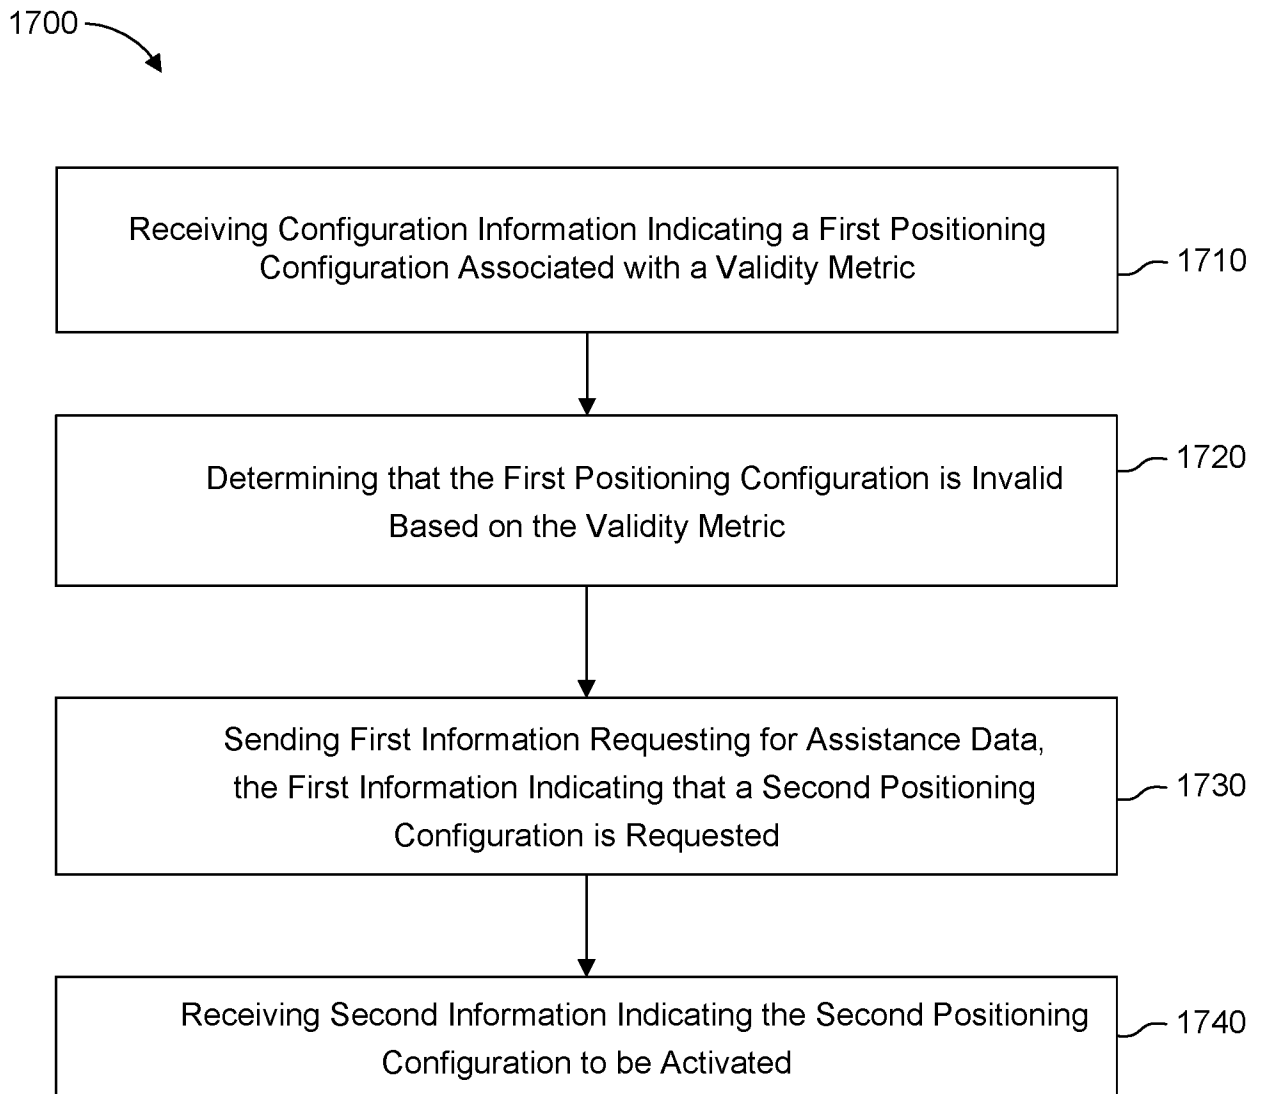 1700
Receiving Configuration Information Indicating a First Positioning
Configuration Associated with a Validity Metric
1710
Determining that the First Positioning Configuration is Invalid
Based on the Validity Metric
1720
Sending First Information Requesting for Assistance Data,
the First Information Indicating that a Second Positioning
Configuration is Requested
1730
Receiving Second Information Indicating the Second Positioning
Configuration to be Activated
1740